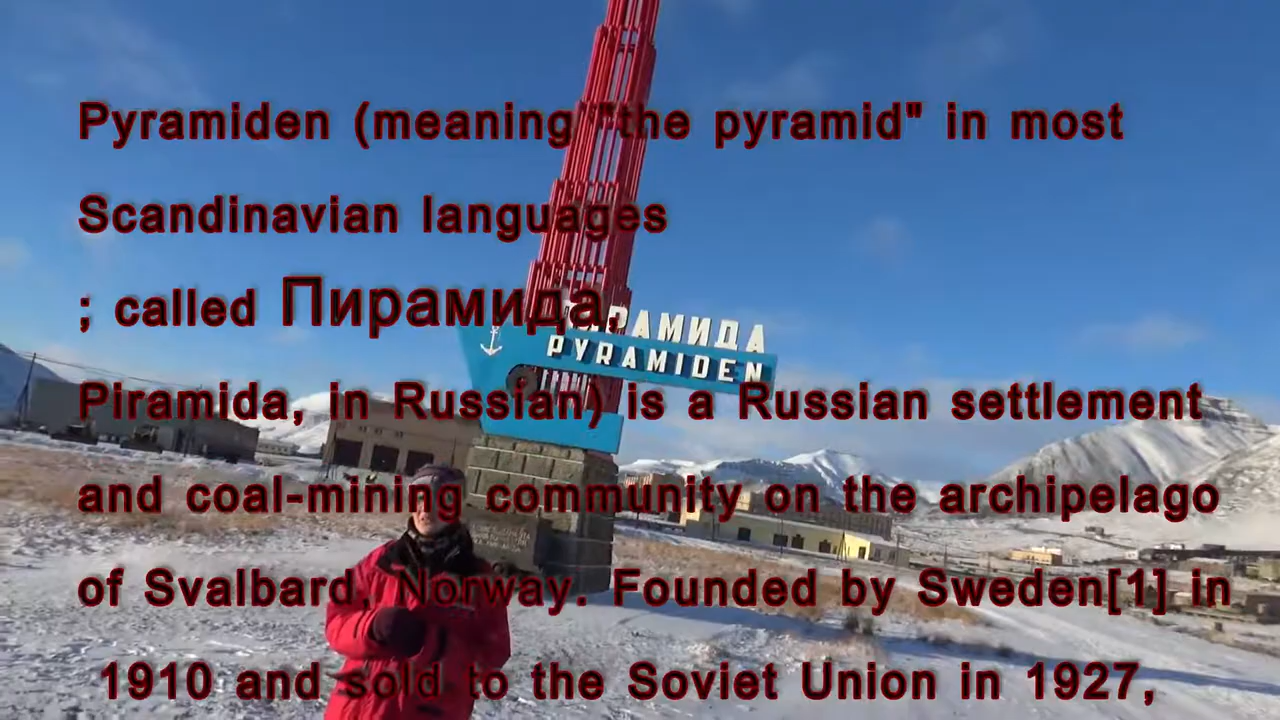 Pyramiden (meaning "the pyramid" in most
Scandinavian languages
; called Пирамида,
ПИРАМИДА
PYRAMIDEN
Piramida, in Russian) is a Russian settlement
and coal-mining community on the archipelago
of Svalbard, Norway. Founded by Sweden[1] in
1910 and sold to the Soviet Union in 1927,